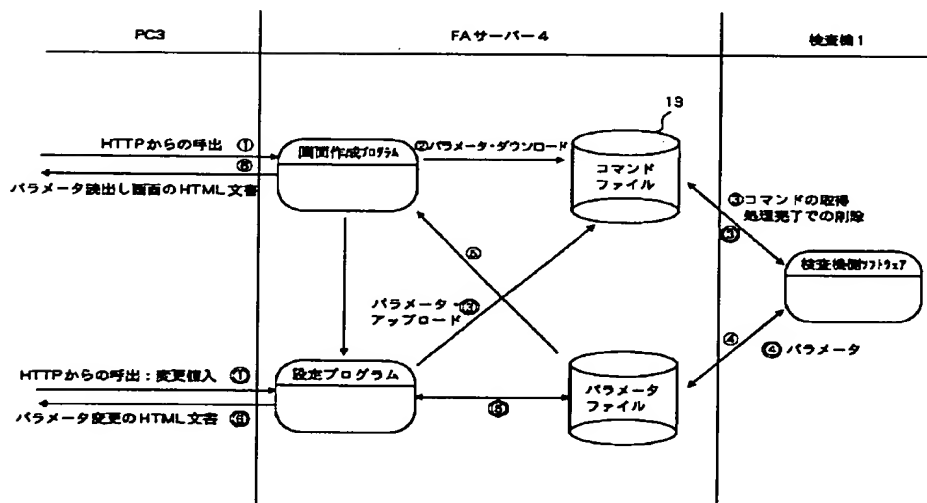 PC3
FAサーバー4
検査機1
13
HTTPからの呼出 ①
⑥
パラメータ読出し画面のHTML文書
画面作成プログラム
②パラメータ・ダウンロード
コマンド
ファイル
③コマンドの取得
処理完了での削除
⑤
検査機側ソフトウェア
パラメータ・
アップロード
③
④
④ パラメータ
HTTPからの呼出：変更値入 ①
パラメータ変更のHTML文書
設定プログラム
パラメータ
ファイル